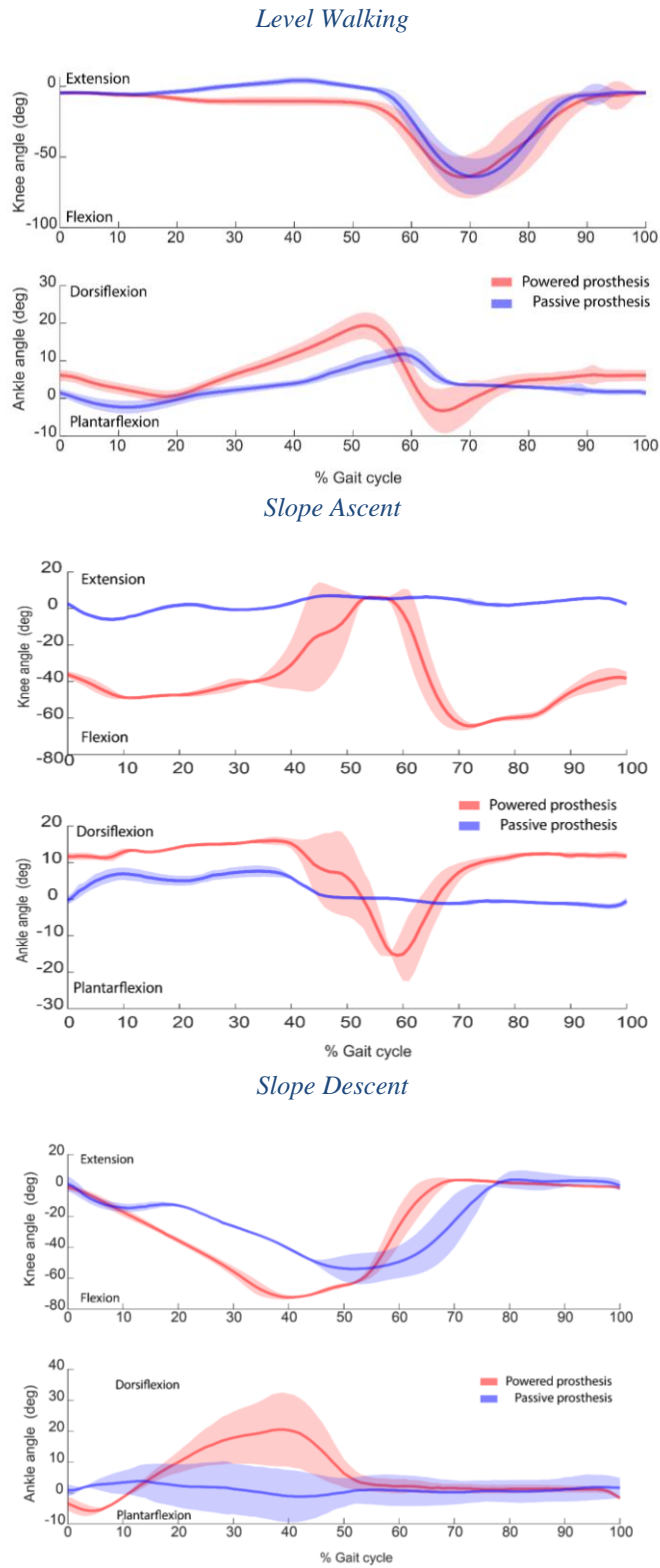 Level Walking
Extension
0
-50
-100
Knee angle (deg)
Flexion
0 10 20 30 40 50 60 70 80 90 100
30
20
10
0
-10
Ankle angle (deg)
Dorsiflexion
Powered prosthesis
Passive prosthesis
Plantarflexion
0 10 20 30 40 50 60 70 80 90 100
% Gait cycle
Slope Ascent
20
0
-20
-40
-60
-80
Knee angle (deg)
Extension
Flexion
0 10 20 30 40 50 60 70 80 90 100
20
10
0
-10
-20
-30
Ankle angle (deg)
Dorsiflexion
Powered prosthesis
Passive prosthesis
Plantarflexion
0 10 20 30 40 50 60 70 80 90 100
% Gait cycle
Slope Descent
20
0
-20
-40
-60
-80
Knee angle (deg)
Extension
Flexion
0 10 20 30 40 50 60 70 80 90 100
40
30
20
10
0
-10
Ankle angle (deg)
Dorsiflexion
Powered prosthesis
Passive prosthesis
Plantarflexion
0 10 20 30 40 50 60 70 80 90 100
% Gait cycle